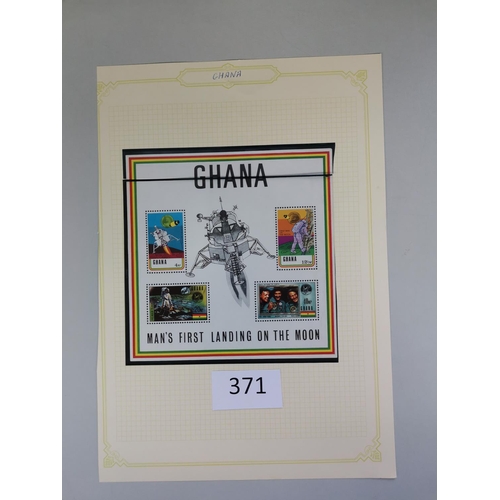 GHANA
GHANA
GHANA
GHANA
MAN'S FIRST LANDING ON THE MOON
371